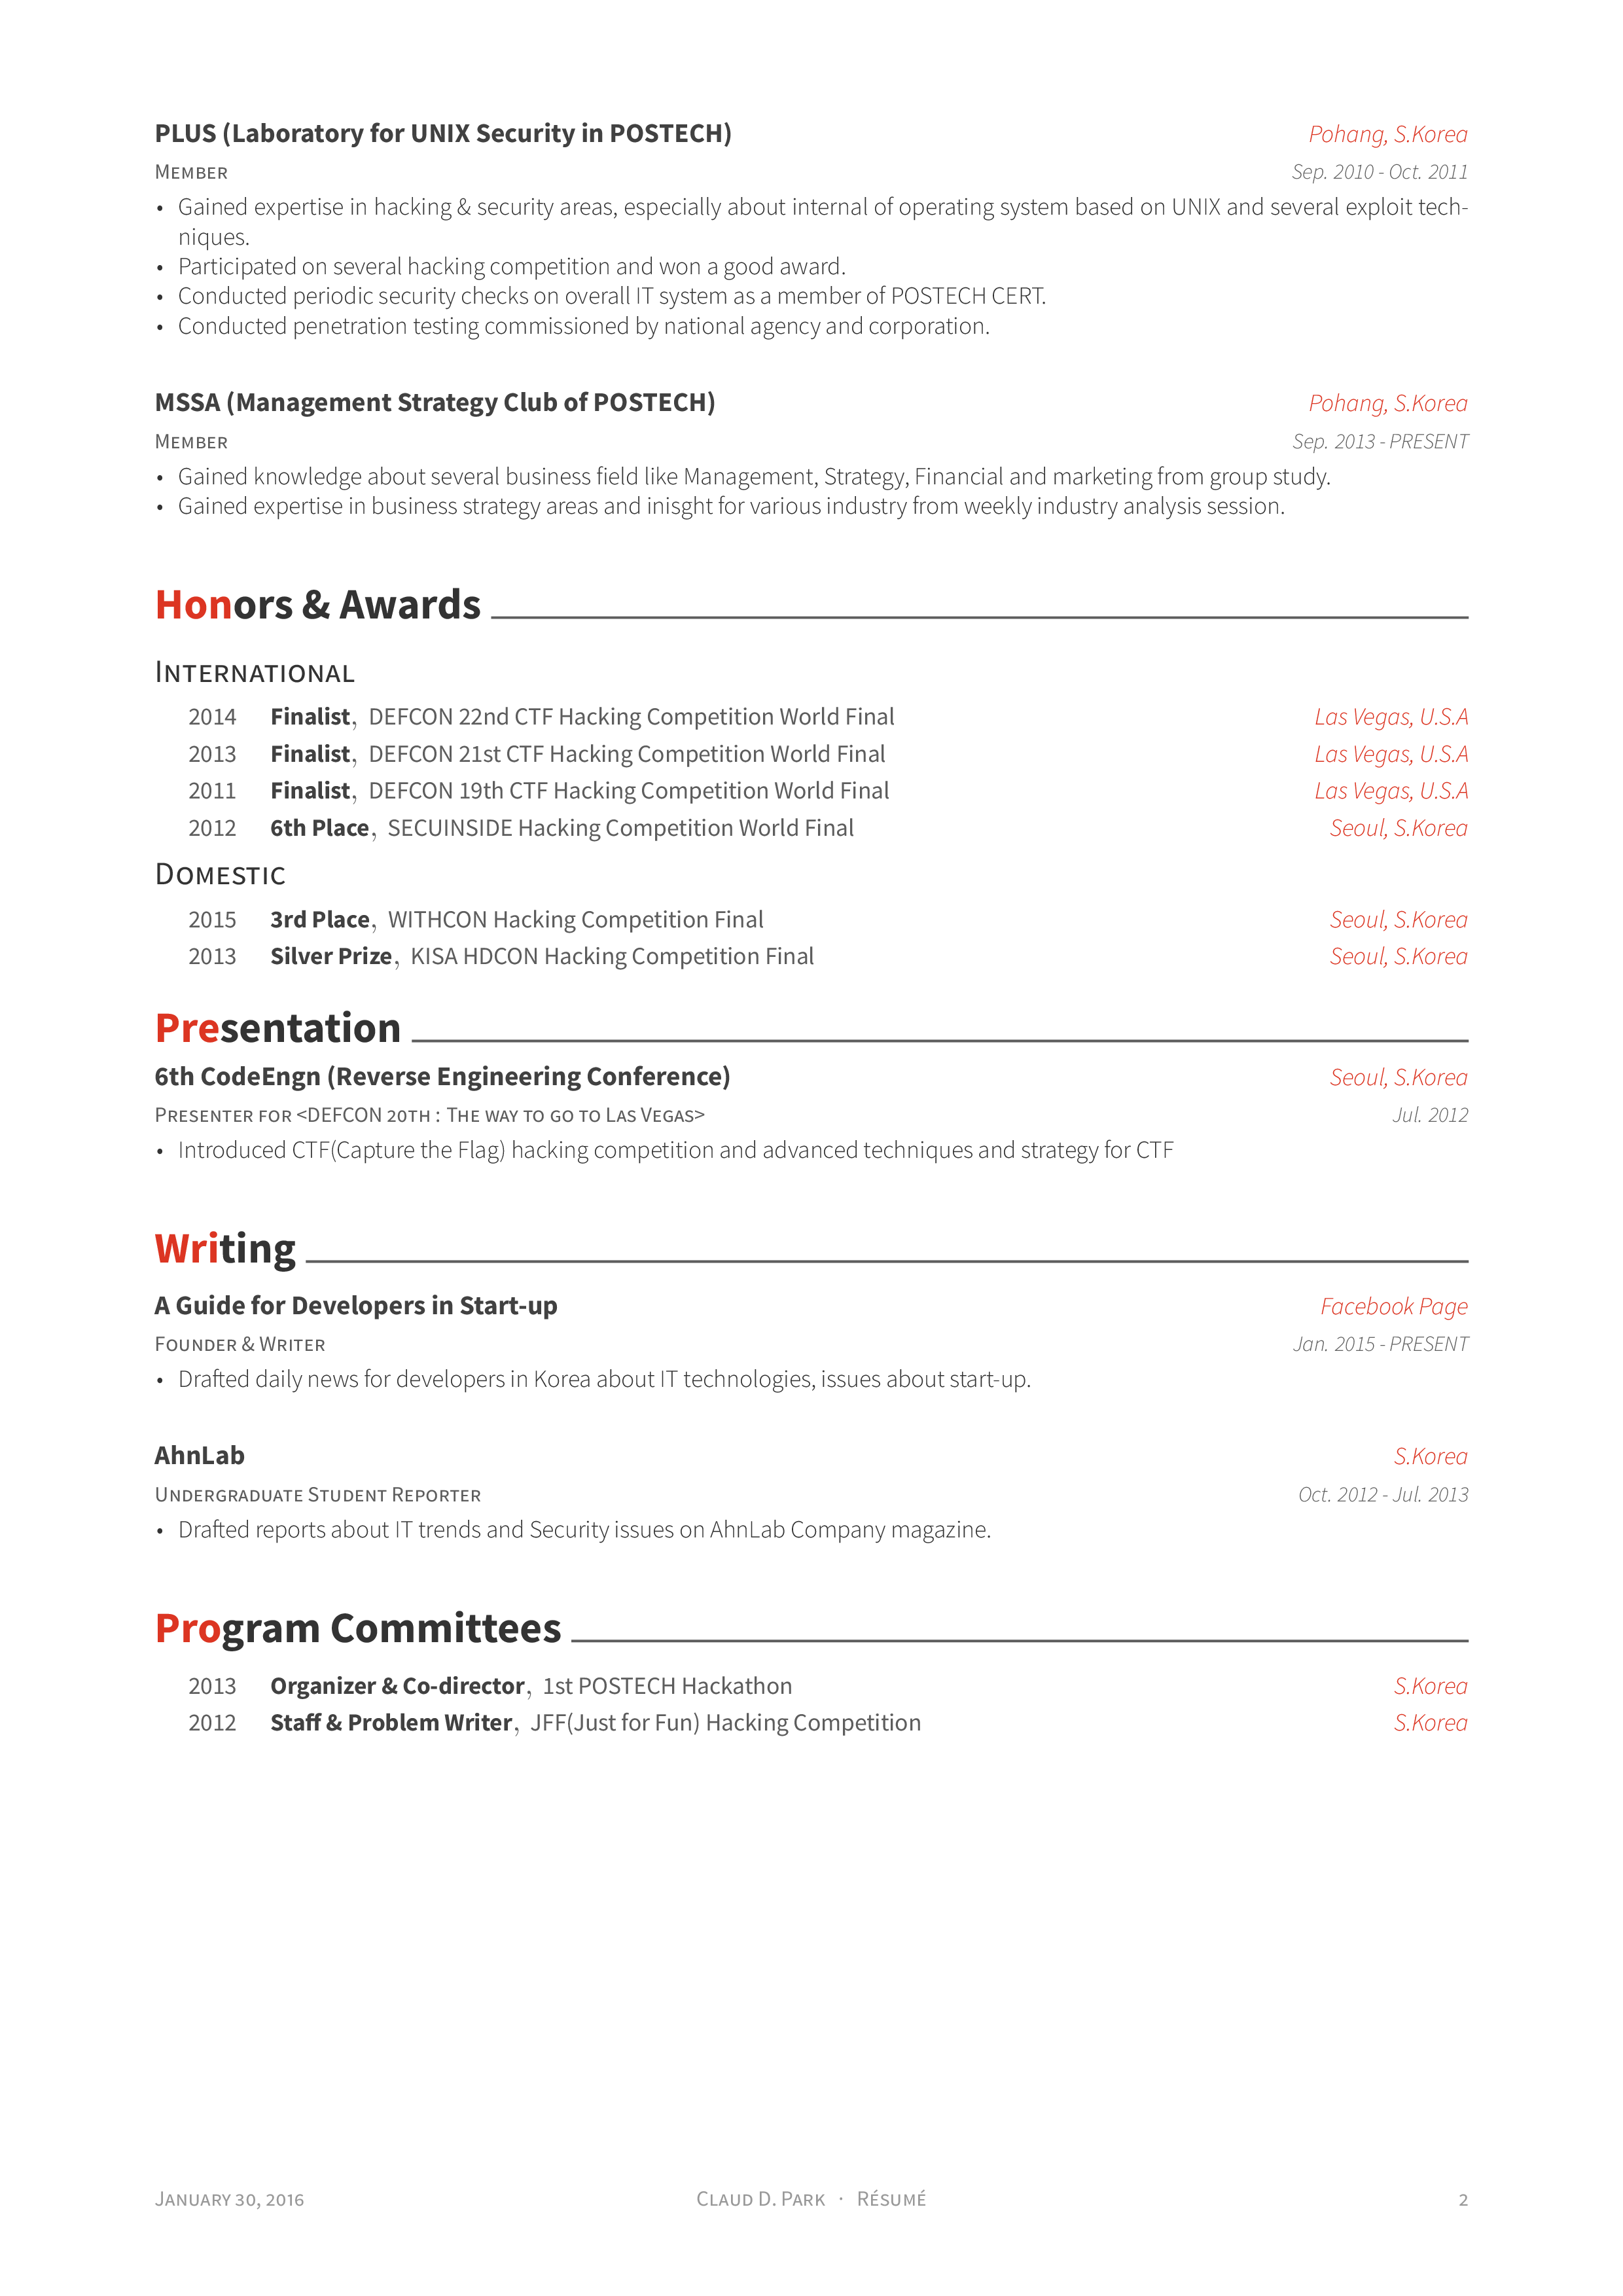 PLUS (Laboratory for UNIX Security in POSTECH) Pohang, S.Korea
MEMBER Sep. 2010 - Oct. 2011
• Gained expertise in hacking & security areas, especially about internal of operating system based on UNIX and several exploit tech-
niques.
• Participated on several hacking competition and won a good award.
• Conducted periodic security checks on overall IT system as a member of POSTECH CERT.
• Conducted penetration testing commissioned by national agency and corporation.
MSSA (Management Strategy Club of POSTECH) Pohang, S.Korea
MEMBER Sep. 2013 - PRESENT
• Gained knowledge about several business field like Management, Strategy, Financial and marketing from group study.
• Gained expertise in business strategy areas and inisght for various industry from weekly industry analysis session.
Honors & Awards
INTERNATIONAL
2014 Finalist, DEFCON 22nd CTF Hacking Competition World Final Las Vegas, U.S.A
2013 Finalist, DEFCON 21st CTF Hacking Competition World Final Las Vegas, U.S.A
2011 Finalist, DEFCON 19th CTF Hacking Competition World Final Las Vegas, U.S.A
2012 6th Place, SECUINSIDE Hacking Competition World Final Seoul, S.Korea
DOMESTIC
2015 3rd Place, WITHCON Hacking Competition Final Seoul, S.Korea
2013 Silver Prize, KISA HDCON Hacking Competition Final Seoul, S.Korea
Presentation
6th CodeEngn (Reverse Engineering Conference) Seoul, S.Korea
PRESENTER FOR <DEFCON 20TH : THE WAY TO GO TO LAS VEGAS> Jul. 2012
• Introduced CTF(Capture the Flag) hacking competition and advanced techniques and strategy for CTF
Writing
A Guide for Developers in Start-up Facebook Page
FOUNDER & WRITER Jan. 2015 - PRESENT
• Drafted daily news for developers in Korea about IT technologies, issues about start-up.
AhnLab S.Korea
UNDERGRADUATE STUDENT REPORTER Oct. 2012 - Jul. 2013
• Drafted reports about IT trends and Security issues on AhnLab Company magazine.
Program Committees
2013 Organizer & Co-director, 1st POSTECH Hackathon S.Korea
2012 Staff & Problem Writer, JFF(Just for Fun) Hacking Competition S.Korea
JANUARY 30, 2016 CLAUD D. PARK · RÉSUMÉ 2